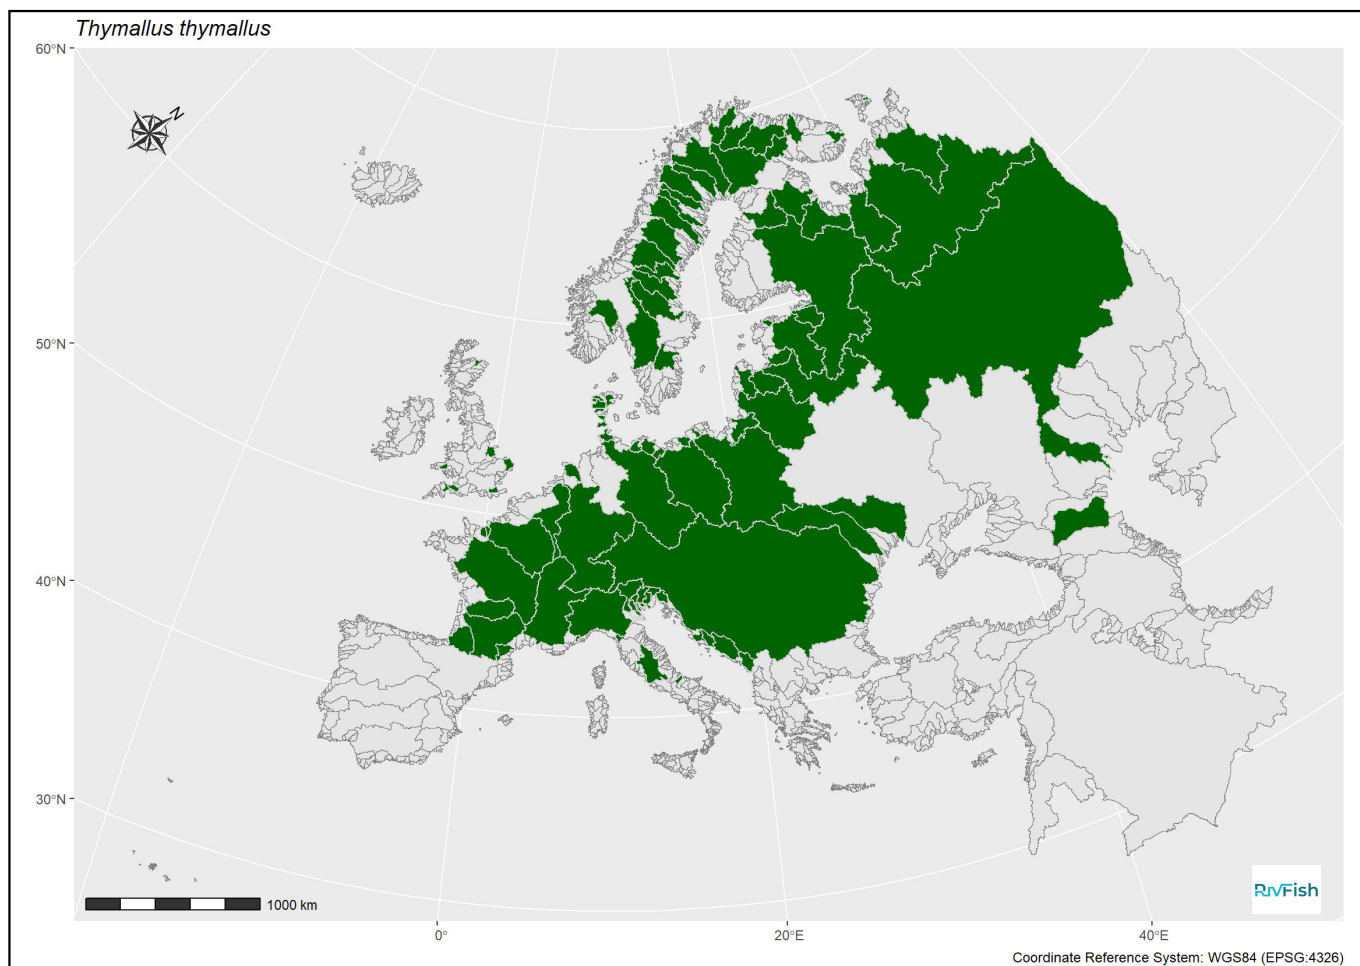 Thymallus thymallus
60°N
N
50°N
40°N
30°N
1000 km
RivFish
0°
20°E
40°E
Coordinate Reference System: WGS84 (EPSG:4326)